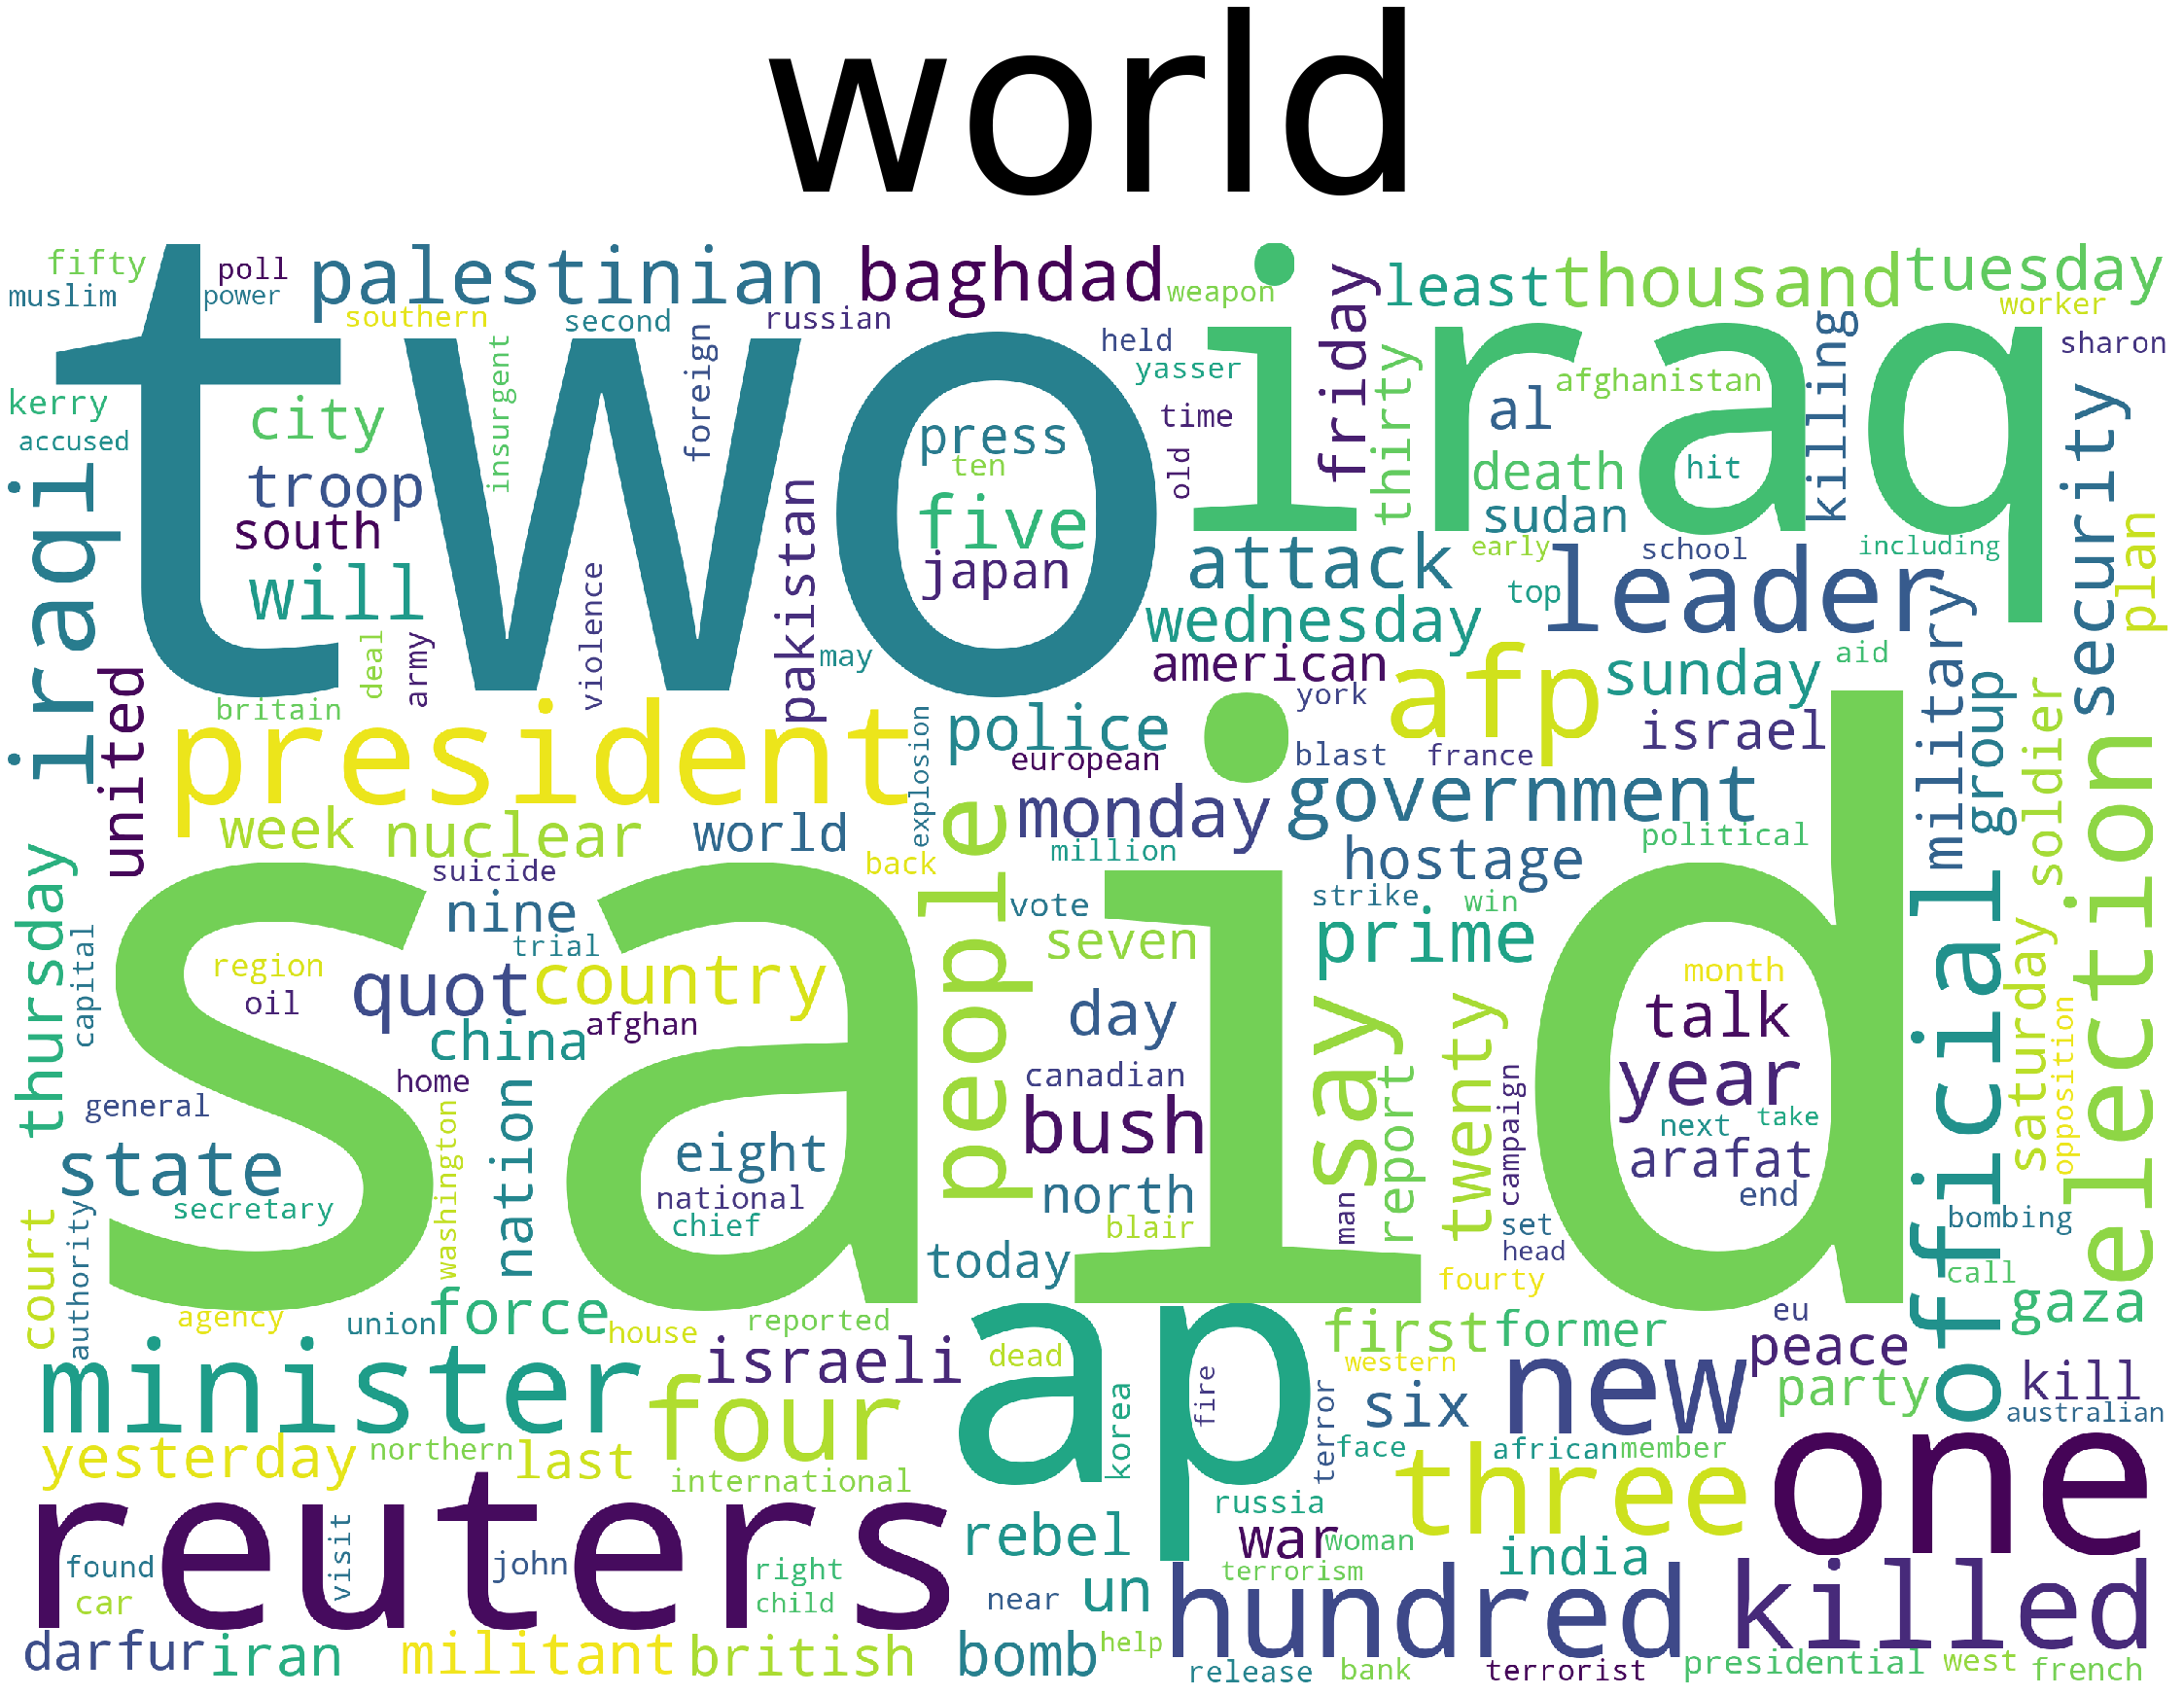 world
fifty
poll
palestinian
baghdad
weapon
friday
least
thousand
tuesday
muslim
power
southern
second
russian
worker
two
iraq
held
yasser
time
old
thirty
al
afghanistan
killing
sharon
kerry
accused
city
insurgent
foreign
press
ten
five
japan
death
hit
sudan
security
iraqi
troop
south
will
pakistan
attack
early
school
including
plan
top
leader
wednesday
violence
deal
army
may
american
afp
sunday
aid
military
united
britain
president
explosion
police
european
york
blast
france
israel
group
soldier
week
nuclear
world
back
people
monday
million
government
political
hostage
election
thursday
suicide
nine
trial
said
vote
strike
win
seven
prime
official
saturday
capital
region
oil
quot
country
china
afghan
day
say
month
talk
year
opposition
home
general
nation
canadian
bush
report
twenty
campaign
next
take
arafat
end
state
secretary
washington
eight
national
chief
north
blair
man
set
head
bombing
court
authority
today
fourty
call
gaza
agency
union
force
house
reported
ap
first
former
eu
peace
minister
israeli
dead
fire
western
six
new
party
kill
australian
four
korea
terror
face
african
member
yesterday
northern
last
international
three
one
reuters
russia
rebel
war
woman
india
found
visit
john
right
terrorism
car
child
near
un
hundred
killed
darfur
iran
militant
british
bomb
help
release
bank
terrorist
presidential
west
french